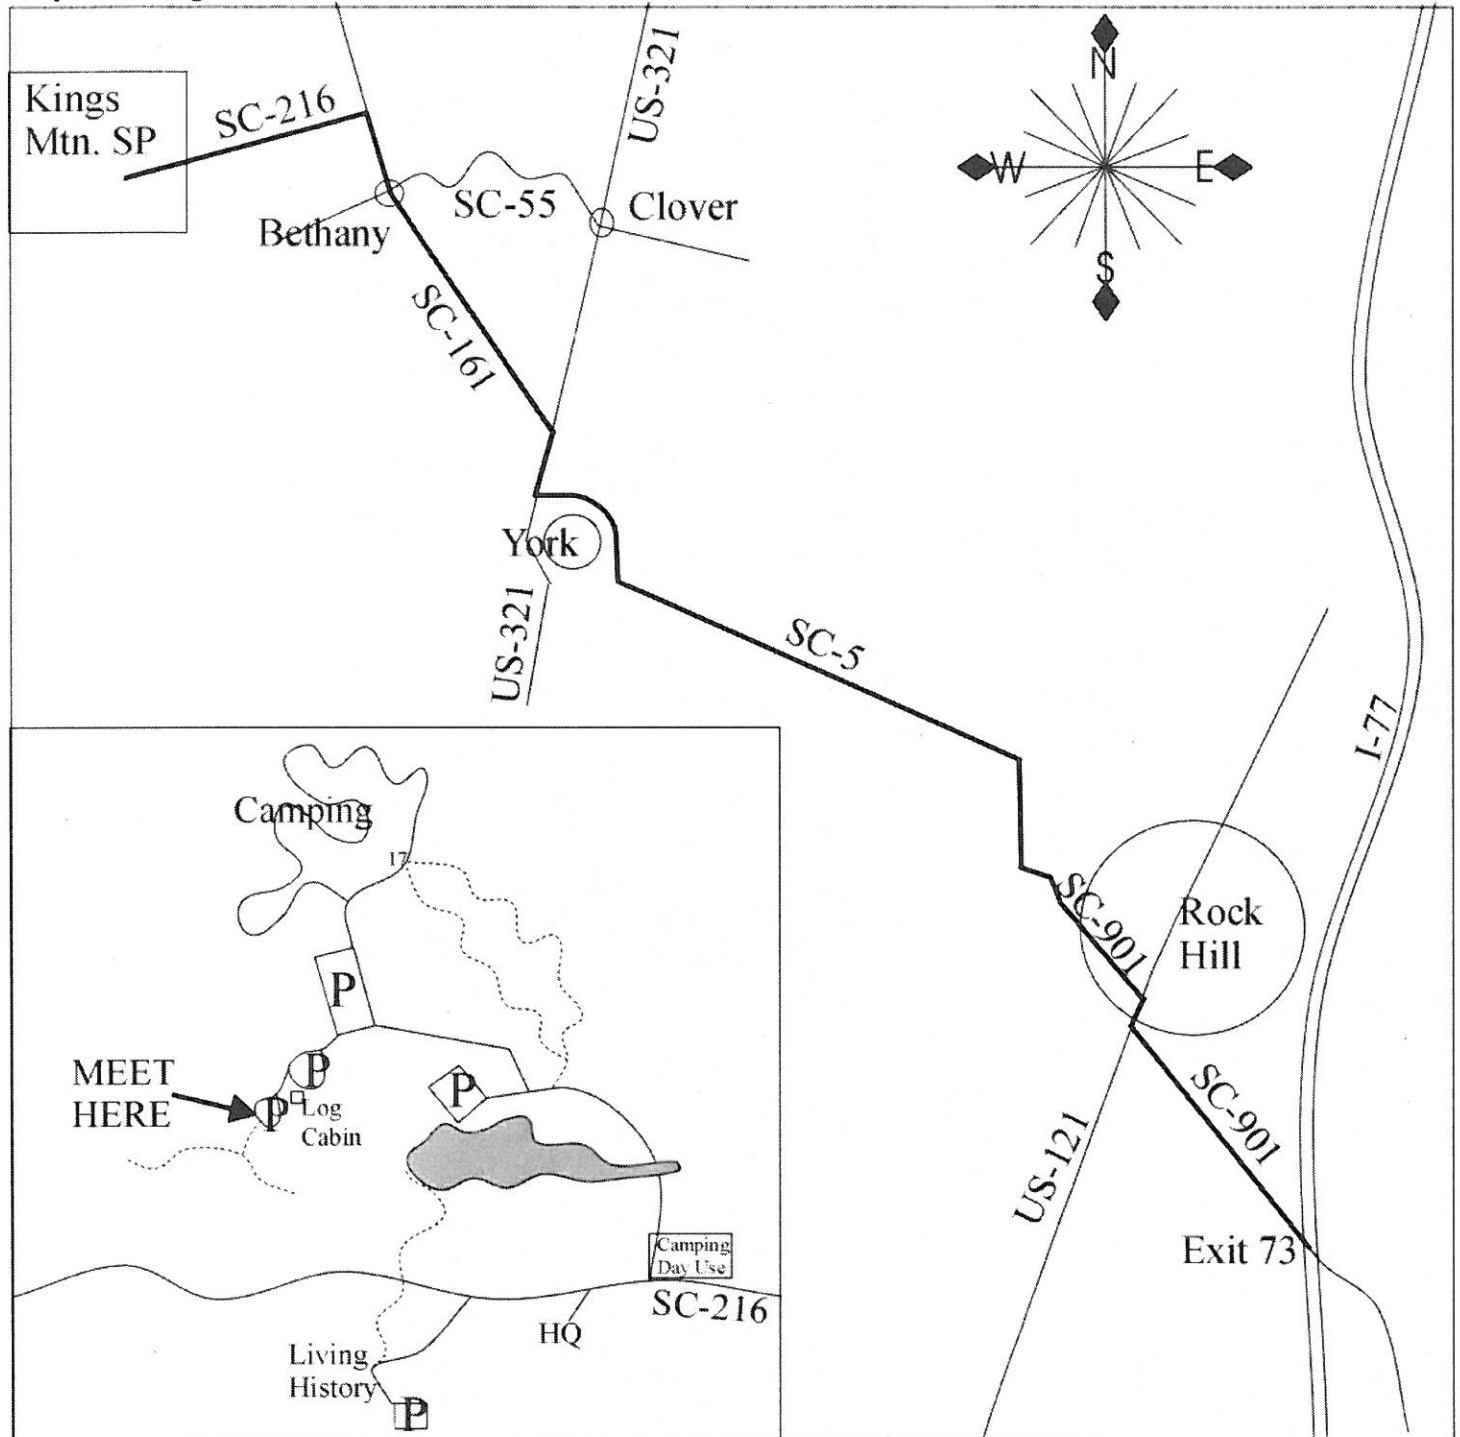 Kings
Mtn. SP
SC-216
US-321
N
W
E
S
SC-55
Clover
Bethany
SC-161
York
US-321
SC-5
I-77
Rock
Hill
SC-901
SC-901
US-121
Exit 73
Camping
17
P
P
P
P
MEET
HERE
Log
Cabin
Camping
Day Use
SC-216
HQ
Living
History
P